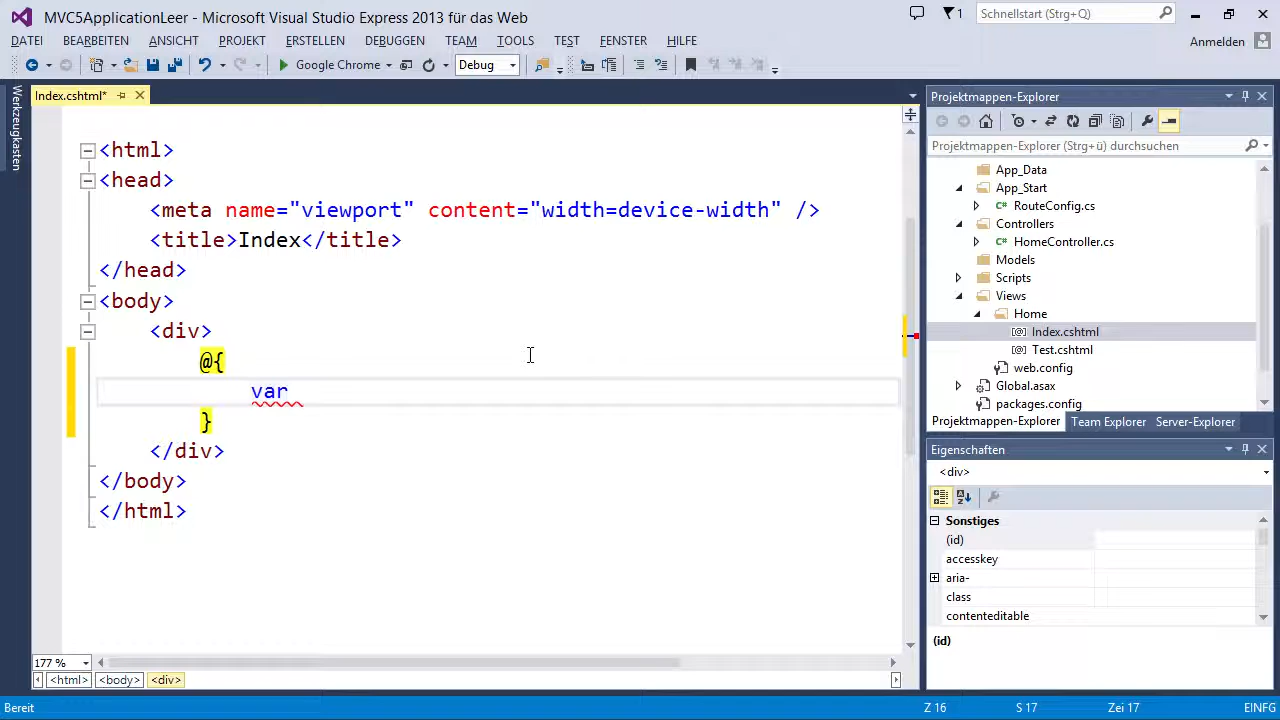 MVC5ApplicationLeer - Microsoft Visual Studio Express 2013 für das Web
1
Schnellstart (Strg+Q)
DATEI BEARBEITEN ANSICHT PROJEKT ERSTELLEN DEBUGGEN TEAM TOOLS TEST FENSTER HILFE
Anmelden
Google Chrome
Debug
Werkzeugkasten
Index.cshtml*
<html>
<head>
<meta name="viewport" content="width=device-width" />
<title>Index</title>
</head>
<body>
<div>
@{
var
}
</div>
</body>
</html>
177 %
<html> <body> <div>
Projektmappen-Explorer
Projektmappen-Explorer (Strg+ü) durchsuchen
App_Data
App_Start
C# RouteConfig.cs
Controllers
C# HomeController.cs
Models
Scripts
Views
Home
[@] Index.cshtml
[@] Test.cshtml
web.config
Global.asax
packages.config
Projektmappen-Explorer Team Explorer Server-Explorer
Eigenschaften
<div>
Sonstiges
(id)
accesskey
aria-
class
contenteditable
(id)
Bereit
Z 16 S 17 Zei 17 EINFG